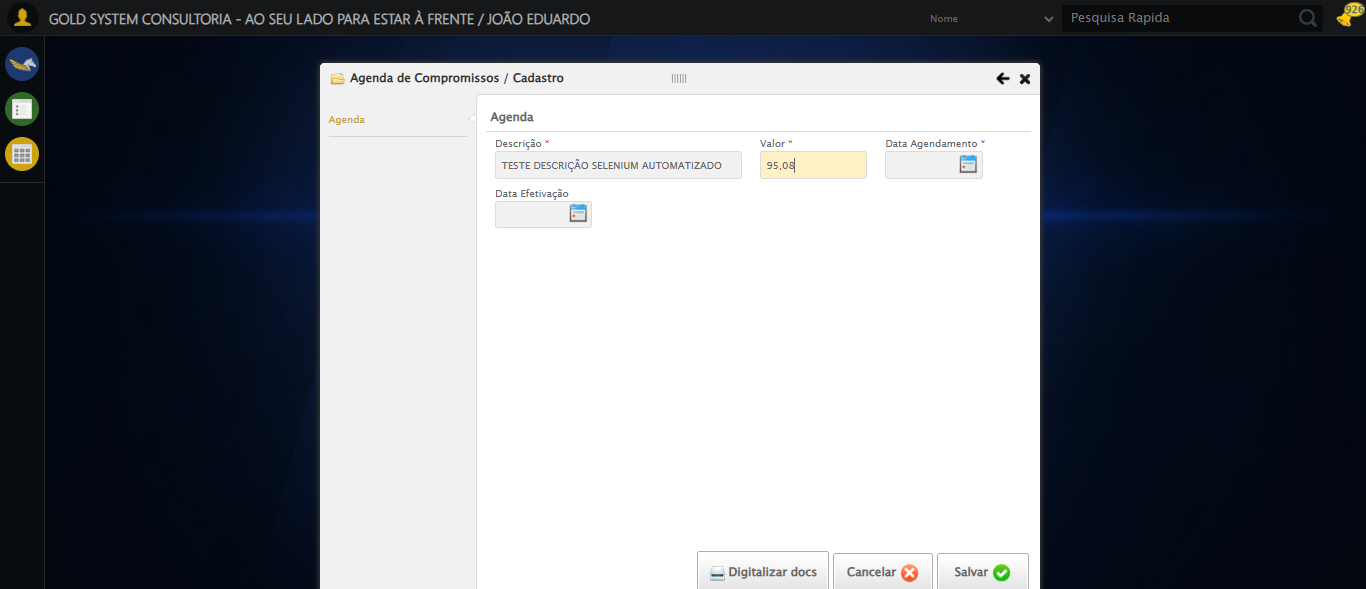 GOLD SYSTEM CONSULTORIA - AO SEU LADO PARA ESTAR À FRENTE / JOÃO EDUARDO
Nome
Pesquisa Rapida
926
Agenda de Compromissos / Cadastro
Agenda
Agenda
Descrição *
Valor *
Data Agendamento *
TESTE DESCRIÇÃO SELENIUM AUTOMATIZADO
95,08
Data Efetivação
Digitalizar docs
Cancelar
Salvar